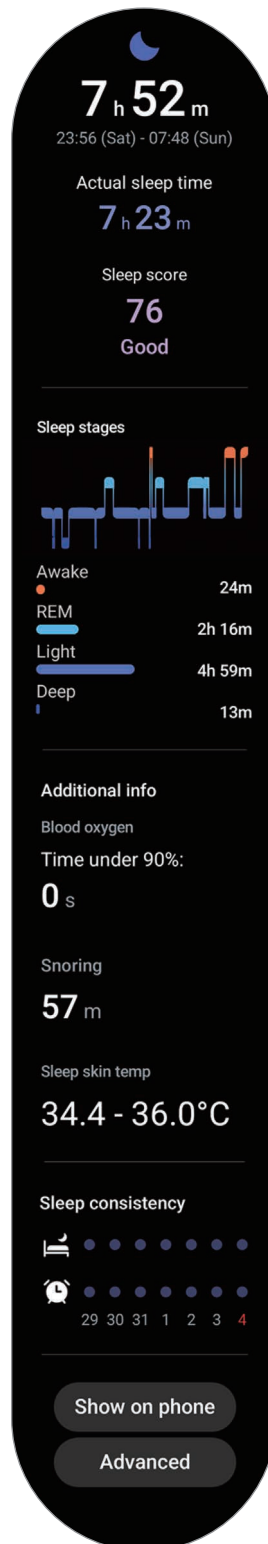 7 h 52 m
23:56 (Sat) - 07:48 (Sun)
Actual sleep time
7 h 23 m
Sleep score
76
Good
Sleep stages
Awake
24m
REM
2h 16m
Light
4h 59m
Deep
13m
Additional info
Blood oxygen
Time under 90%:
0 s
Snoring
57 m
Sleep skin temp
34.4 - 36.0°C
Sleep consistency
29 30 31 1 2 3 4
Show on phone
Advanced